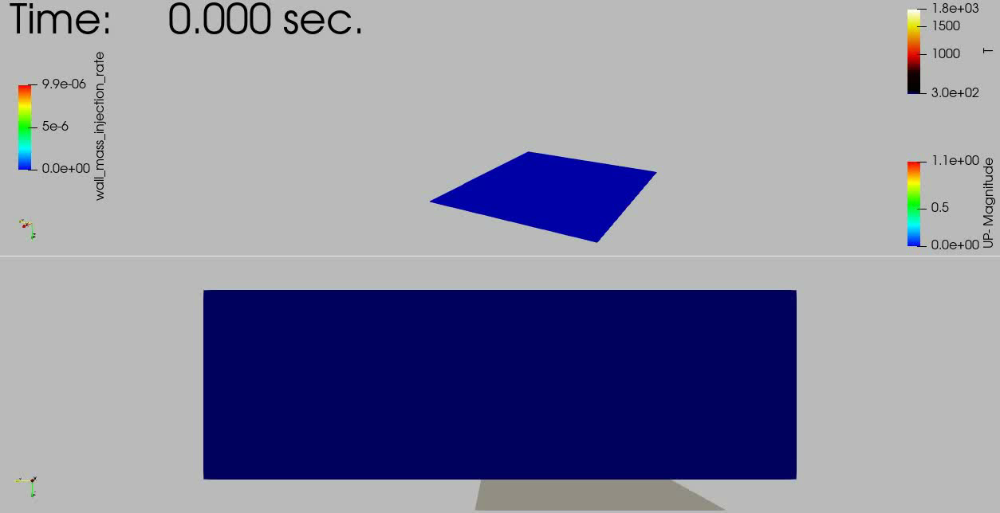 Time: 0.000 sec.
9.9e-06
5e-6
0.0e+00
wall_mass_injection_rate
1.8e+03
1500
1000
3.0e+02
T
1.1e+00
0.5
0.0e+00
UP- Magnitude